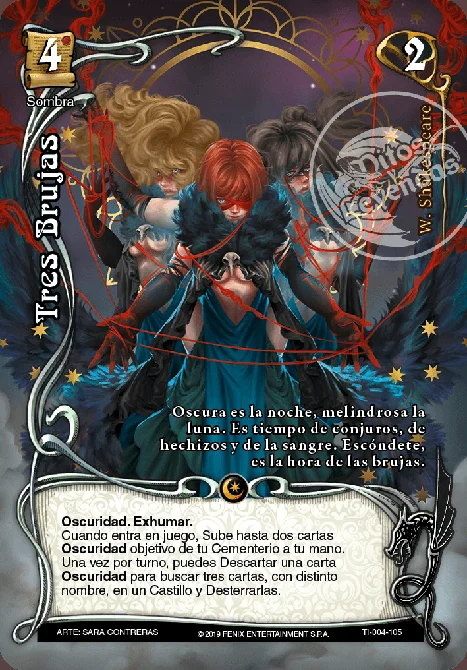 4
2
Sombra
Tres Brujas
Mitos y Leyendas
W. Shakespeare
Oscura es la noche, melindrosa la
luna. Es tiempo de conjuros, de
hechizos y de la sangre. Escóndete,
es la hora de las brujas.
Oscuridad. Exhumar.
Cuando entra en juego, Sube hasta dos cartas
Oscuridad objetivo de tu Cementerio a tu mano.
Una vez por turno, puedes Descartar una carta
Oscuridad para buscar tres cartas, con distinto
nombre, en un Castillo y Desterrarlas.
ARTE: SARA CONTRERAS
© 2019 FENIX ENTERTAINMENT S.P.A.
TI-004-105